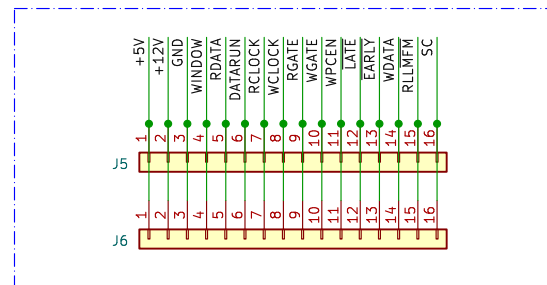 +5V
+12V
GND
WINDOW
RDATA
DATARUN
RCLOCK
WCLOCK
RGATE
WGATE
WPCEN
LATE
EARLY
WDATA
RLLMFM
SC
1 2 3 4 5 6 7 8 9 10 11 12 13 14 15 16
J5
1 2 3 4 5 6 7 8 9 10 11 12 13 14 15 16
J6